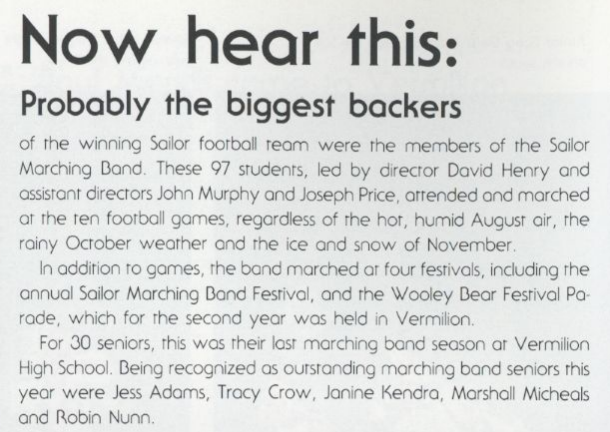 Now hear this:
Probably the biggest backers
of the winning Sailor football team were the members of the Sailor
Marching Band. These 97 students, led by director David Henry and
assistant directors John Murphy and Joseph Price, attended and marched
at the ten football games, regardless of the hot, humid August air, the
rainy October weather and the ice and snow of November.
In addition to games, the band marched at four festivals, including the
annual Sailor Marching Band Festival, and the Wooley Bear Festival Pa-
rade, which for the second year was held in Vermilion.
For 30 seniors, this was their last marching band season at Vermilion
High School. Being recognized as outstanding marching band seniors this
year were Jess Adams, Tracy Crow, Janine Kendra, Marshall Micheals
and Robin Nunn.